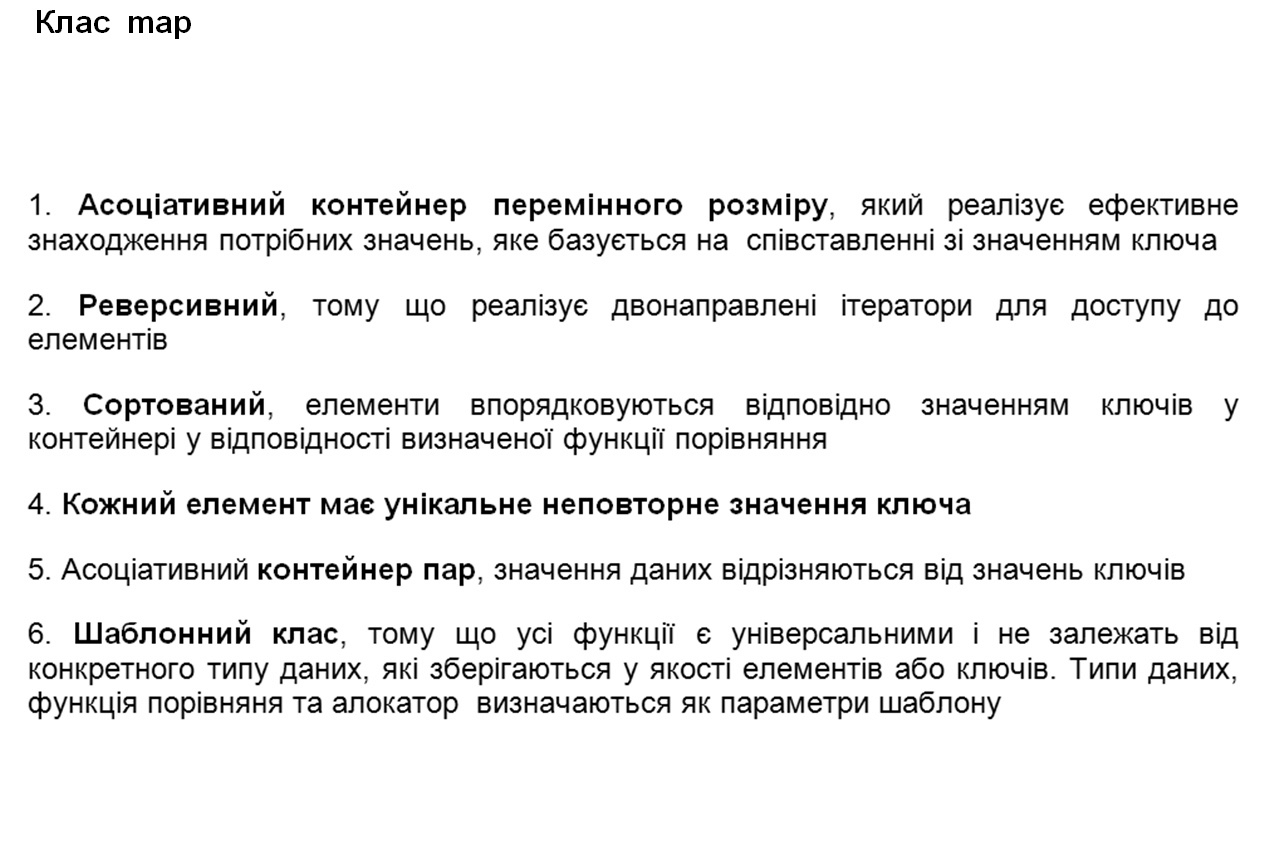 Клас map
1. Асоціативний контейнер перемінного розміру, який реалізує ефективне
знаходження потрібних значень, яке базується на співставленні зі значенням ключа
2. Реверсивний, тому що реалізує двонаправлені ітератори для доступу до
елементів
3. Сортований, елементи впорядковуються відповідно значенням ключів у
контейнері у відповідності визначеної функції порівняння
4. Кожний елемент має унікальне неповторне значення ключа
5. Асоціативний контейнер пар, значення даних відрізняються від значень ключів
6. Шаблонний клас, тому що усі функції є універсальними і не залежать від
конкретного типу даних, які зберігаються у якості елементів або ключів. Типи даних,
функція порівняня та алокатор визначаються як параметри шаблону